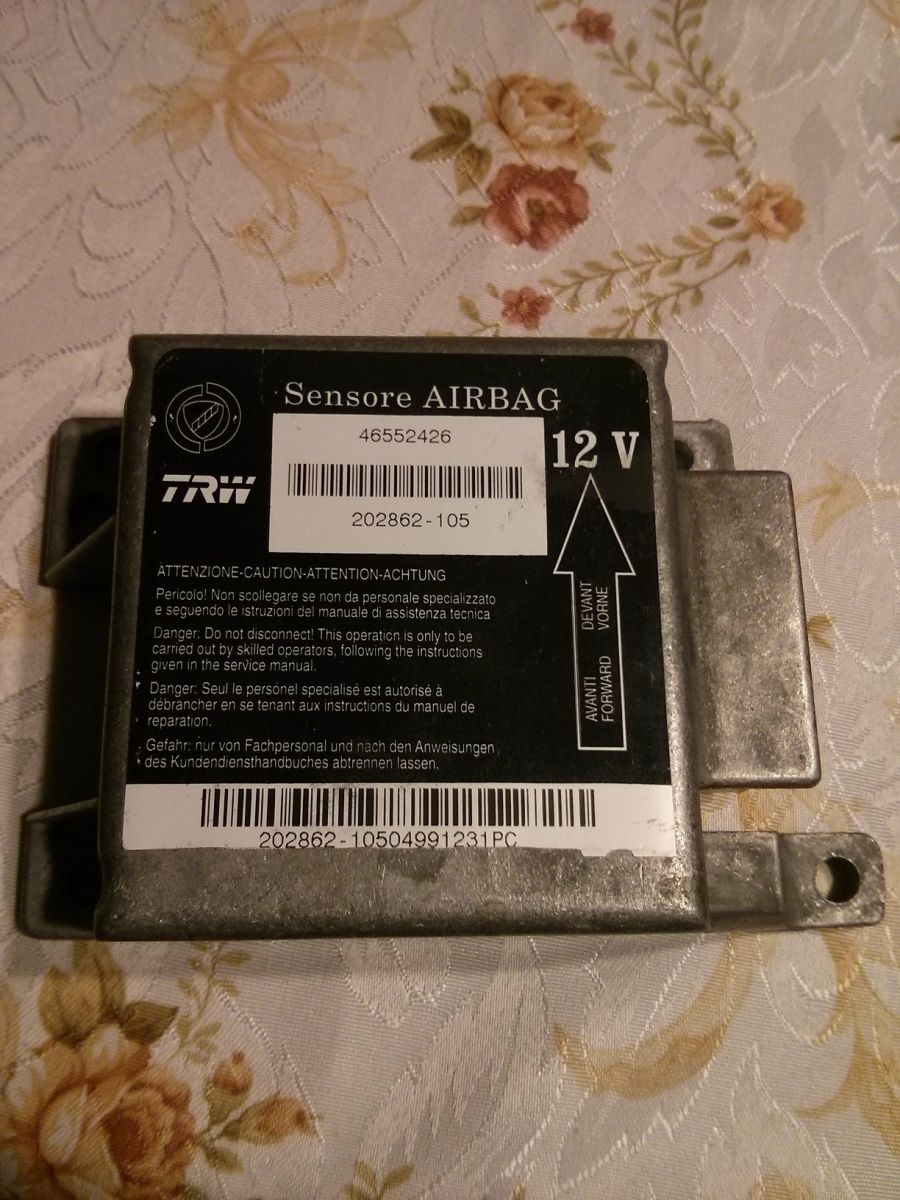 Sensore AIRBAG
46552426
12 V
TRW
202862-105
ATTENZIONE-CAUTION-ATTENTION-ACHTUNG
Pericolo! Non scollegare se non da personale specializzato
e seguendo le istruzioni del manuale di assistenza tecnica
Danger: Do not disconnect! This operation is only to be
carried out by skilled operators, following the instructions
given in the service manual.
Danger: Seul le personel specialisé est autorisé à
débrancher en se tenant aux instructions du manuel de
reparation.
Gefahr: nur von Fachpersonal und nach den Anweisungen
des Kundendiensthandbuches abtrennen lassen.
AVANTI DEVANT
FORWARD VORNE
202862-10504991231PC